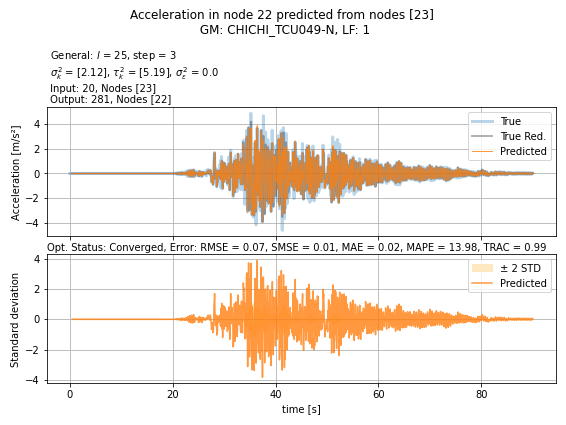 Acceleration in node 22 predicted from nodes [23]
GM: CHICHI_TCU049-N, LF: 1
General: l = 25, step = 3
σ²ₖ = [2.12], τ²ₖ = [5.19], σ²ε = 0.0
Input: 20, Nodes [23]
Output: 281, Nodes [22]
Acceleration [m/s²]
4
2
0
−2
−4
True
True Red.
Predicted
Opt. Status: Converged, Error: RMSE = 0.07, SMSE = 0.01, MAE = 0.02, MAPE = 13.98, TRAC = 0.99
Standard deviation
4
2
0
−2
−4
± 2 STD
Predicted
0 20 40 60 80
time [s]